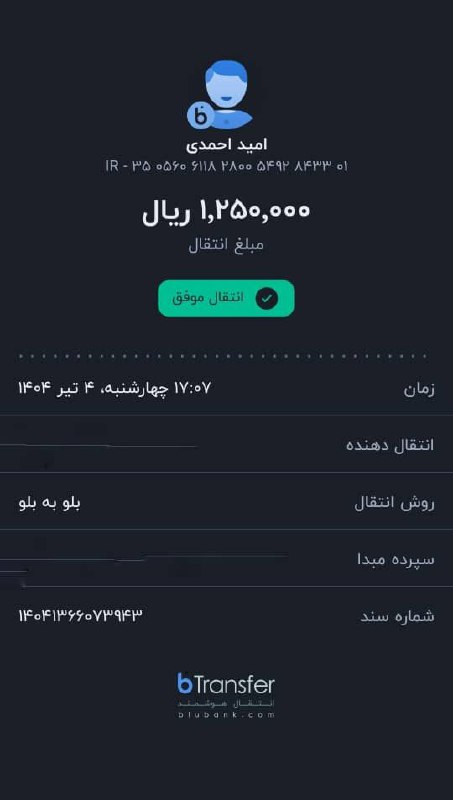 امید احمدی
IR - ۳۵ ۰۵۶۰ ۶۱۱۸ ۲۸۰۰ ۵۴۹۲ ۸۴۳۳ ۰۱
۱,۲۵۰,۰۰۰ ریال
مبلغ انتقال
انتقال موفق
زمان ۱۷:۰۷ چهارشنبه، ۴ تیر ۱۴۰۴
انتقال دهنده
روش انتقال بلو به بلو
سپرده مبدا
شماره سند ۱۴۰۴۱۳۶۶۰۷۳۹۴۳
bTransfer
انتقال هوشمند
blubank.com